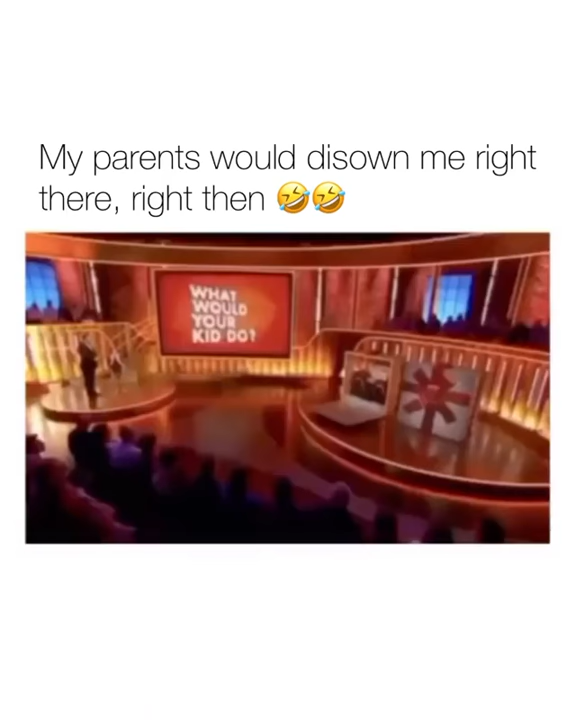 My parents would disown me right
there, right then 🤣🤣
WHAT
WOULD
YOUR
KID DO?